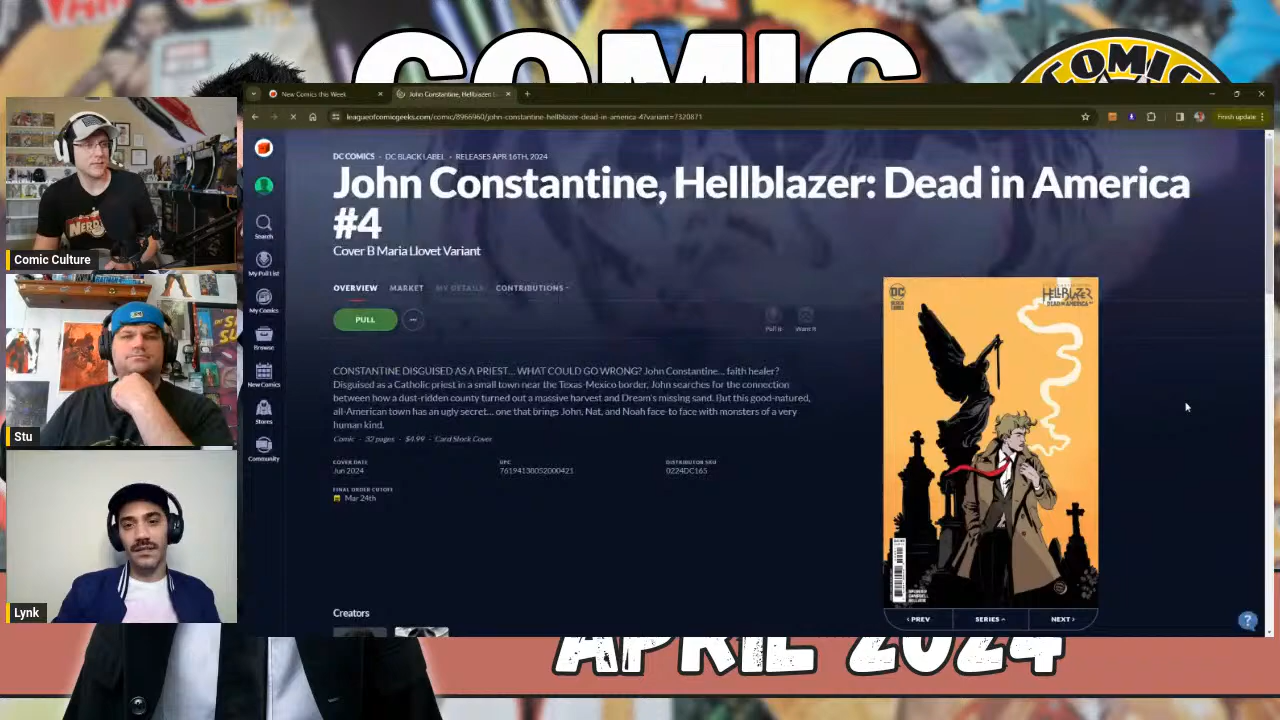 COMIC
COMIC
New Comics this Week
John Constantine, Hellblazer:
leagueofcomicgeeks.com/comic/8966960/john-constantine-hellblazer-dead-in-america-4?variant=7320871
Finish update
DC COMICS · DC BLACK LABEL · RELEASES APR 16TH, 2024
John Constantine, Hellblazer: Dead in America
#4
Cover B Maria Llovet Variant
OVERVIEW MARKET MY DETAILS CONTRIBUTIONS
PULL
Pull It
Want It
CONSTANTINE DISGUISED AS A PRIEST... WHAT COULD GO WRONG? John Constantine... faith healer?
Disguised as a Catholic priest in a small town near the Texas-Mexico border, John searches for the connection
between how a dust-ridden county turned out a massive harvest and Dream's missing sand. But this good-natured,
all-American town has an ugly secret... one that brings John, Nat, and Noah face-to-face with monsters of a very
human kind.
Comic · 32 pages · $4.99 · Card Stock Cover
COVER DATE
Jun 2024
UPC
76194138052000421
DISTRIBUTOR SKU
0224DC165
FINAL ORDER CUTOFF
Mar 24th
Creators
Search
My Pull List
My Comics
Browse
New Comics
Stores
Community
DC
HELLBLAZER
DEAD IN AMERICA
‹ PREV
SERIES
NEXT ›
?
NERD
Comic Culture
Stu
Lynk
APRIL 2024